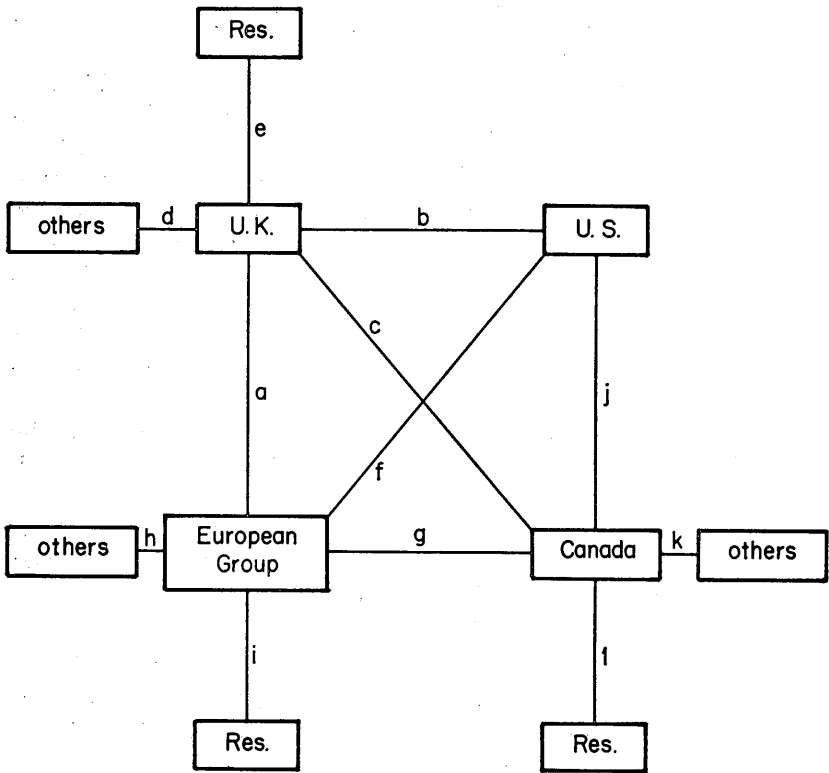 Res.
e
others
d
U. K.
b
U. S.
c
a
j
f
others
h
European
Group
g
Canada
k
others
i
l
Res.
Res.